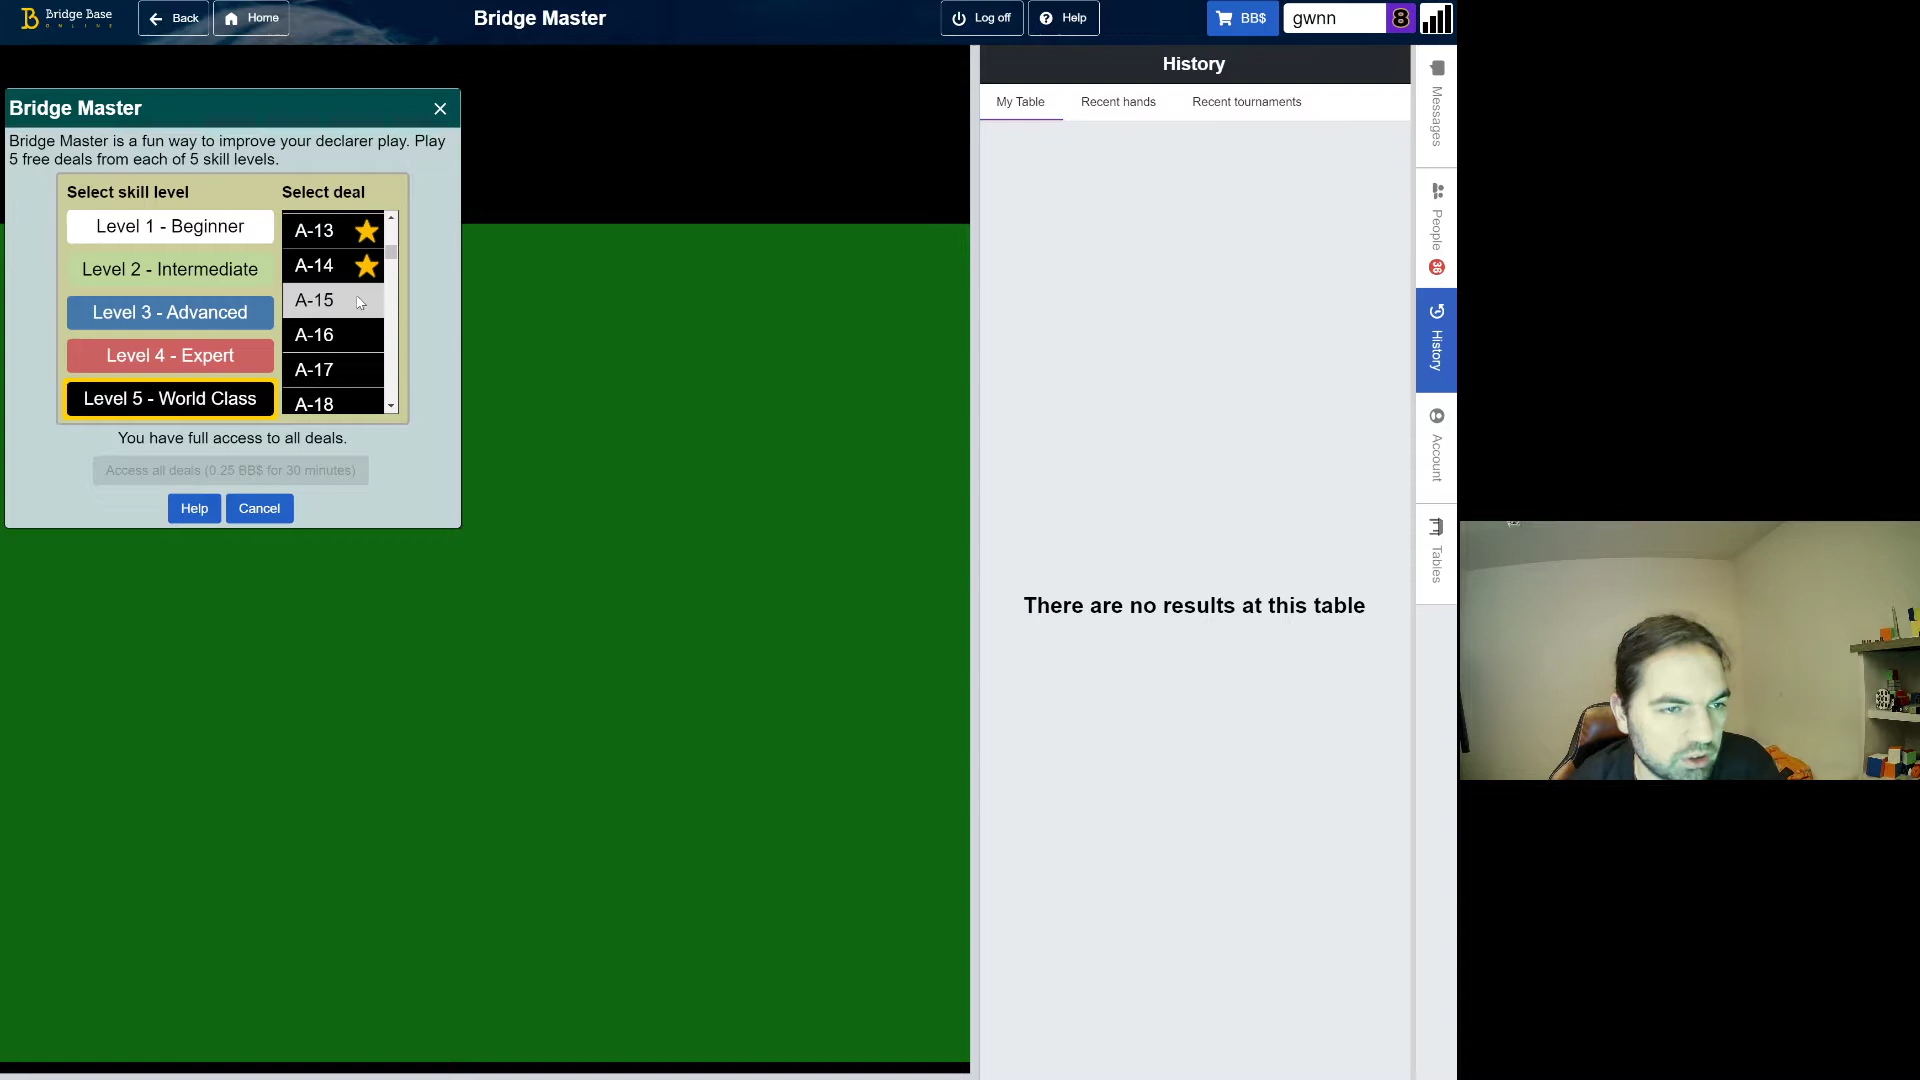 Bridge Base
ONLINE
Back
Home
Bridge Master
Log off
Help
BB$
gwnn
8
History
My Table
Recent hands
Recent tournaments
Bridge Master
Bridge Master is a fun way to improve your declarer play. Play
5 free deals from each of 5 skill levels.
Select skill level
Select deal
Level 1 - Beginner
Level 2 - Intermediate
Level 3 - Advanced
Level 4 - Expert
Level 5 - World Class
A-13
A-14
A-15
A-16
A-17
A-18
You have full access to all deals.
Access all deals (0.25 BB$ for 30 minutes)
Help
Cancel
There are no results at this table
Messages
People
36
History
Account
Tables